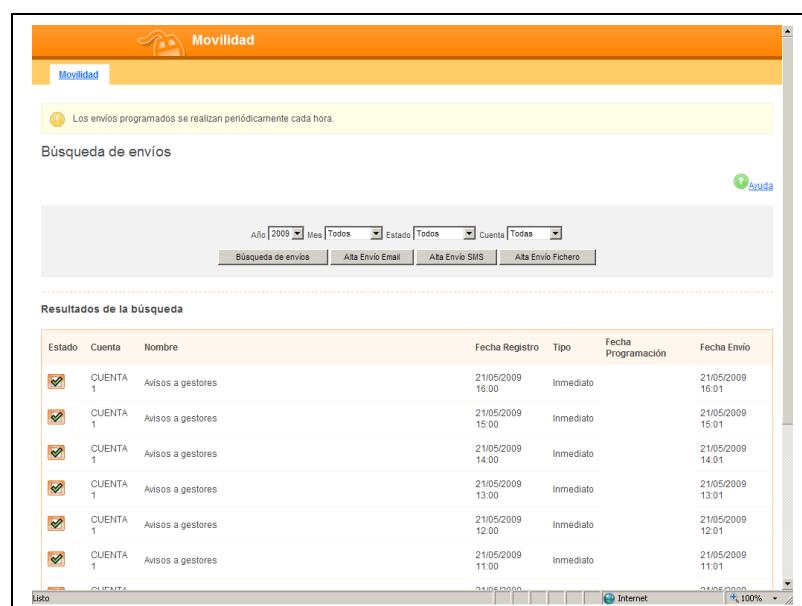 Movilidad
Movilidad
Los envíos programados se realizan periódicamente cada hora.
Búsqueda de envíos
Ayuda
Año 2009 Mes Todos Estado Todos Cuenta Todas
Búsqueda de envíos Alta Envío Email Alta Envío SMS Alta Envío Fichero
Resultados de la búsqueda
Estado Cuenta Nombre Fecha Registro Tipo Fecha Programación Fecha Envío
CUENTA 1 Avisos a gestores 21/05/2009 16:00 Inmediato 21/05/2009 16:01
CUENTA 1 Avisos a gestores 21/05/2009 15:00 Inmediato 21/05/2009 15:01
CUENTA 1 Avisos a gestores 21/05/2009 14:00 Inmediato 21/05/2009 14:01
CUENTA 1 Avisos a gestores 21/05/2009 13:00 Inmediato 21/05/2009 13:01
CUENTA 1 Avisos a gestores 21/05/2009 12:00 Inmediato 21/05/2009 12:01
CUENTA 1 Avisos a gestores 21/05/2009 11:00 Inmediato 21/05/2009 11:01
Listo Internet 100%